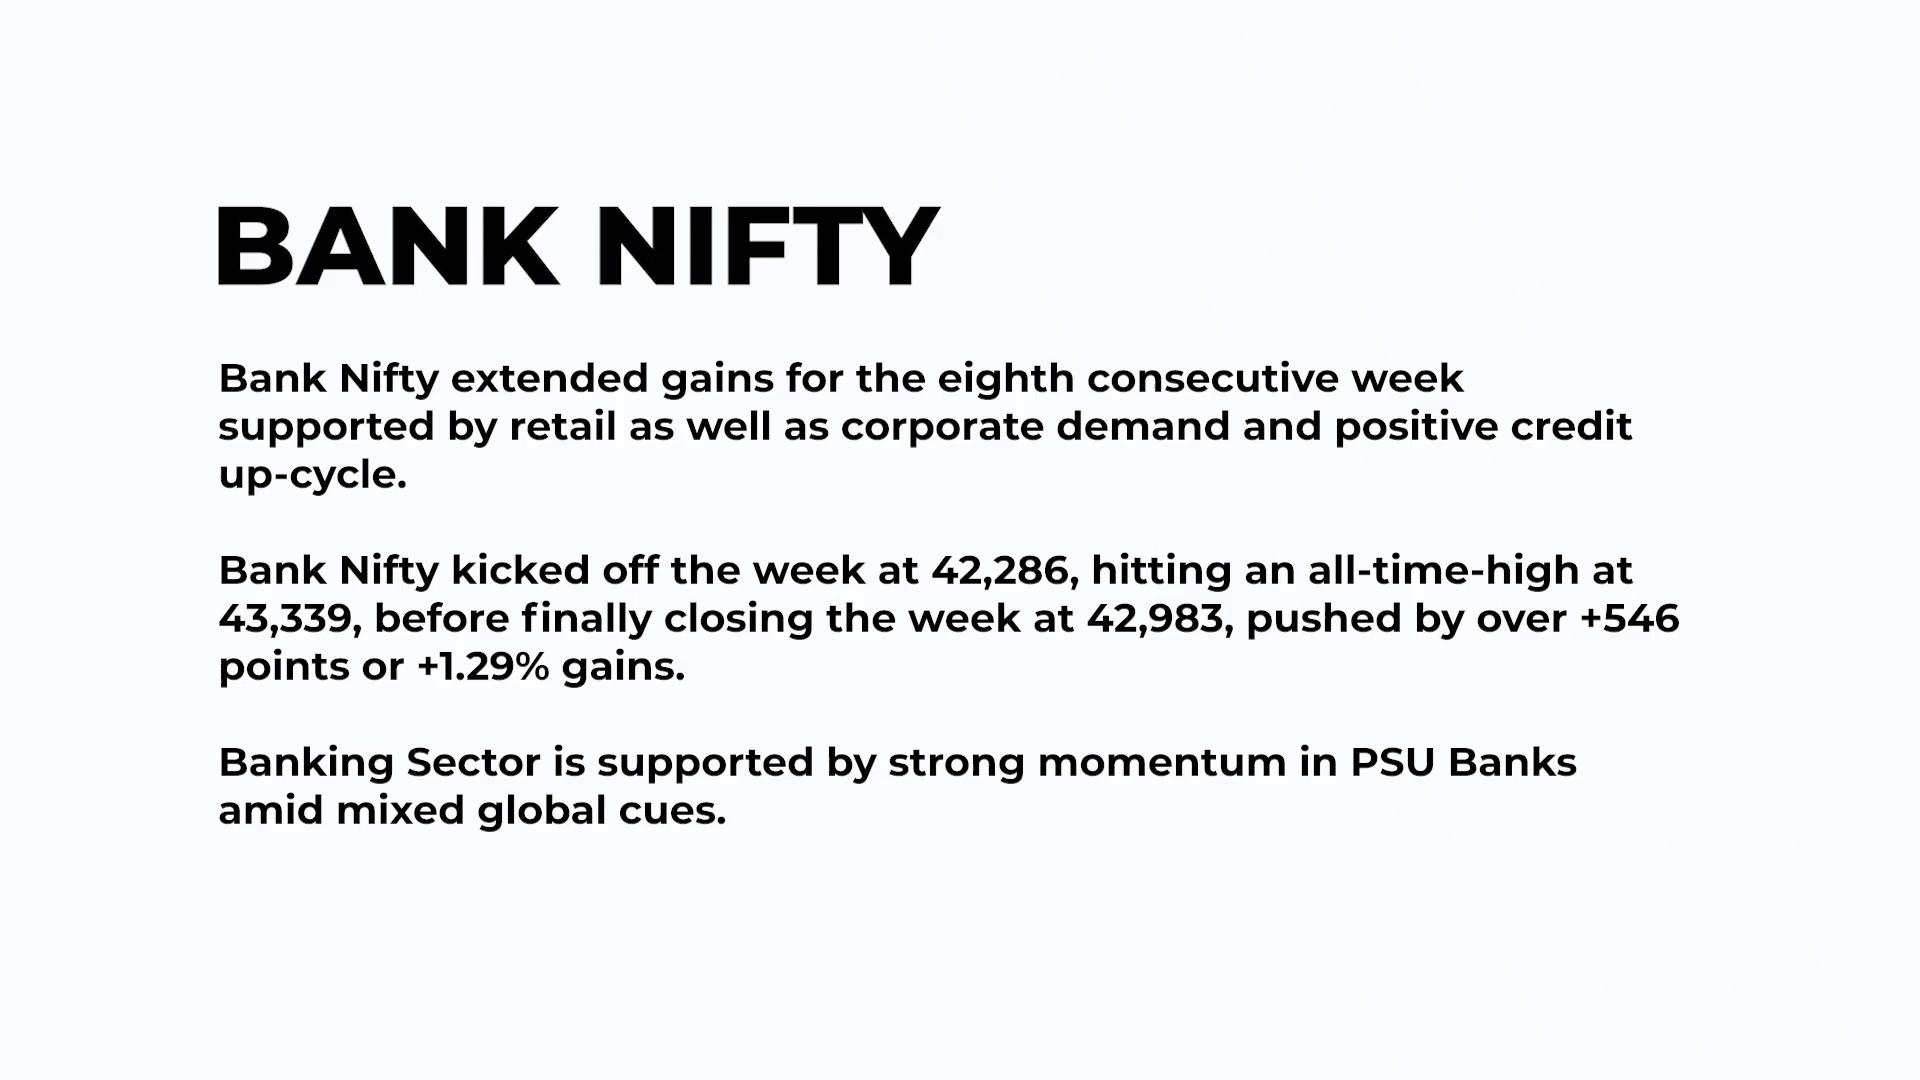 BANK NIFTY
Bank Nifty extended gains for the eighth consecutive week
supported by retail as well as corporate demand and positive credit
up-cycle.
Bank Nifty kicked off the week at 42,286, hitting an all-time-high at
43,339, before finally closing the week at 42,983, pushed by over +546
points or +1.29% gains.
Banking Sector is supported by strong momentum in PSU Banks
amid mixed global cues.